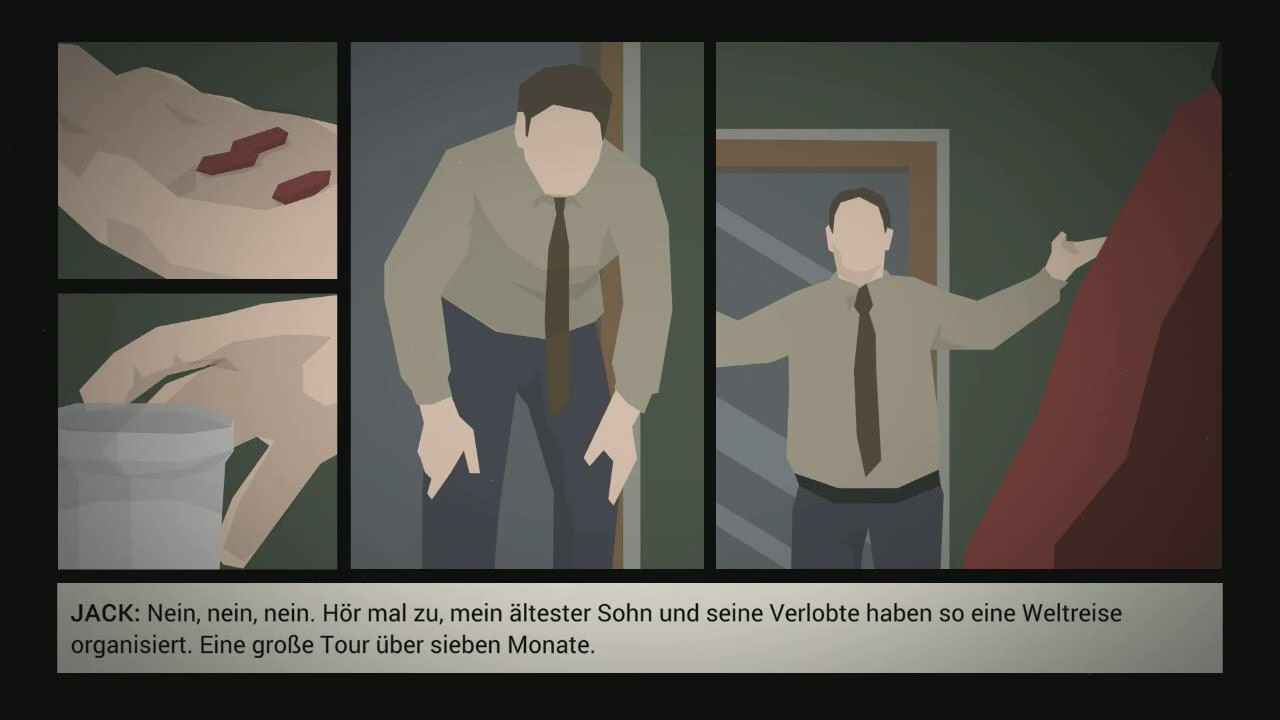 JACK: Nein, nein, nein. Hör mal zu, mein ältester Sohn und seine Verlobte haben so eine Weltreise
organisiert. Eine große Tour über sieben Monate.